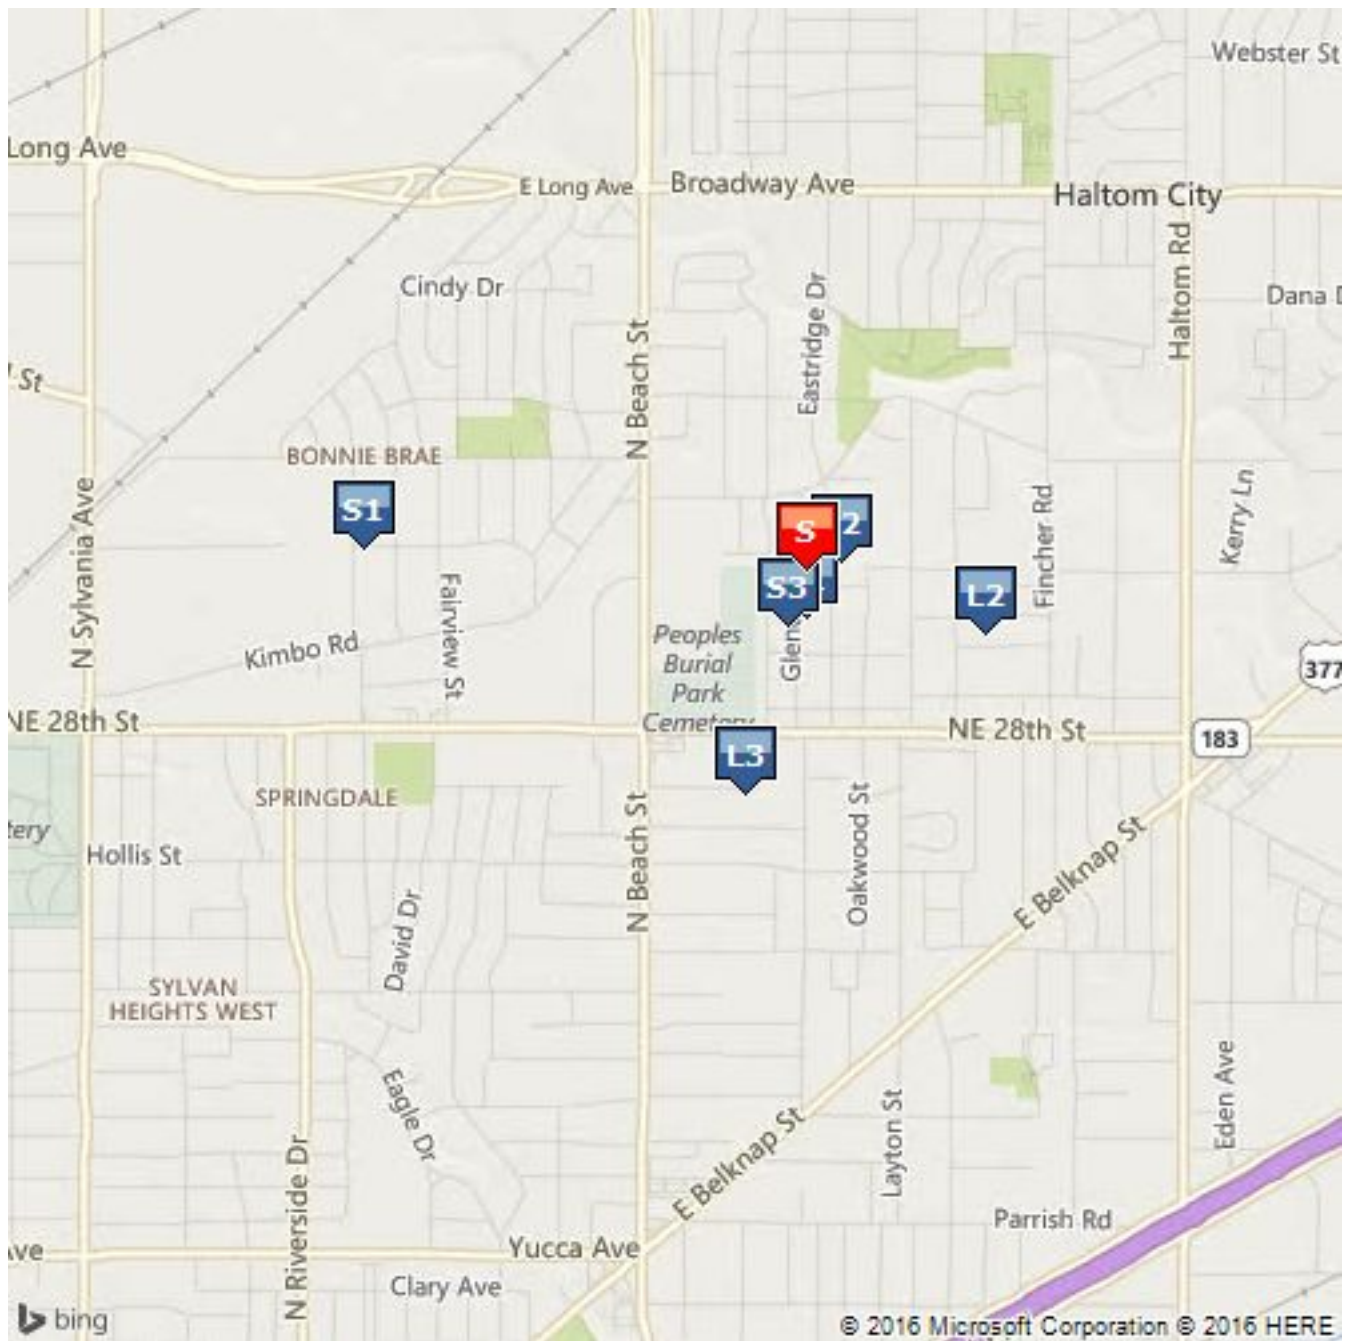 Webster St
Long Ave
E Long Ave
Broadway Ave
Haltom City
Haltom Rd
Cindy Dr
Eastridge Dr
Dana
N Beach St
St
BONNIE BRAE
S1
S
2
S3
L2
N Sylvania Ave
Fairview St
Fincher Rd
Kerry Ln
Kimbo Rd
Peoples
Burial
Park
Cemetery
Glen
377
NE 28th St
NE 28th St
183
L3
SPRINGDALE
tery
Hollis St
N Beach St
Oakwood St
E Belknap St
David Dr
SYLVAN
HEIGHTS WEST
Eagle Dr
Layton St
Eden Ave
E Belknap St
N Riverside Dr
Parrish Rd
Yucca Ave
Ave
Clary Ave
bing
© 2016 Microsoft Corporation © 2016 HERE